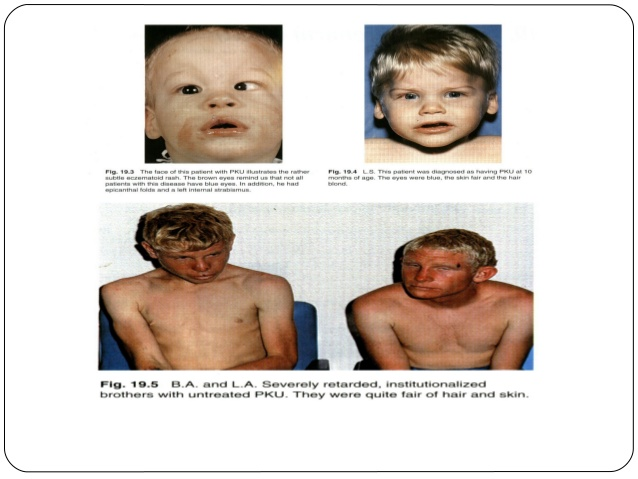 Fig. 19.3 The face of this patient with PKU illustrates the rather
subtle eczematoid rash. The brown eyes remind us that not all
patients with this disease have blue eyes. In addition, he had
epicanthal folds and a left internal strabismus.
Fig. 19.4 L.S. This patient was diagnosed as having PKU at 10
months of age. The eyes were blue, the skin fair and the hair
blond.
Fig. 19.5 B.A. and L.A. Severely retarded, institutionalized
brothers with untreated PKU. They were quite fair of hair and skin.